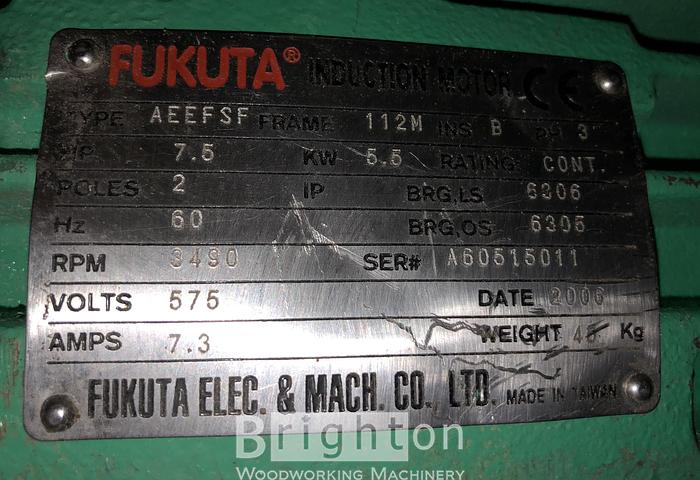 FUKUTA® INDUCTION MOTOR CE
TYPE AEEFSF FRAME 112M INS B PH 3
HP 7.5 KW 5.5 RATING CONT.
POLES 2 IP BRG,LS 6306
Hz 60 BRG,OS 6305
RPM 3490 SER# A60515011
VOLTS 575 DATE 2006
AMPS 7.3 WEIGHT Kg
FUKUTA ELEC. & MACH. CO., LTD. MADE IN TAIWAN
Brighton
WOODWORKING MACHINERY